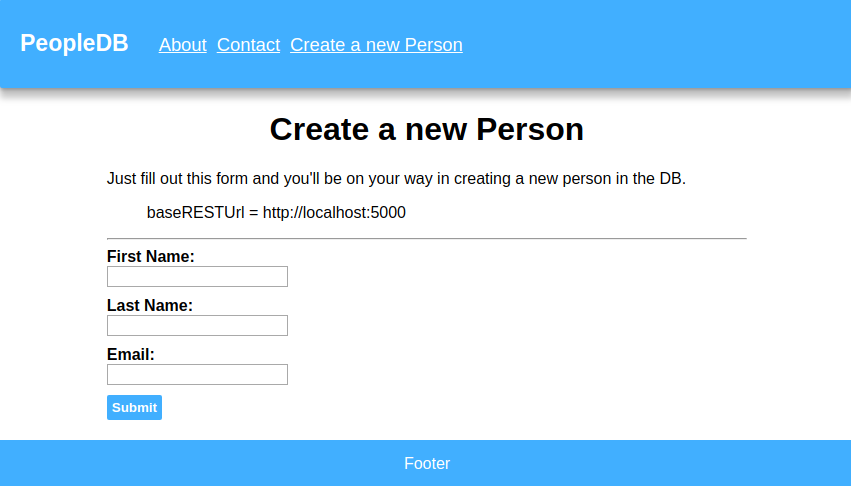 PeopleDB About Contact Create a new Person
Create a new Person
Just fill out this form and you'll be on your way in creating a new person in the DB.
baseRESTUrl = http://localhost:5000
First Name:
Last Name:
Email:
Submit
Footer